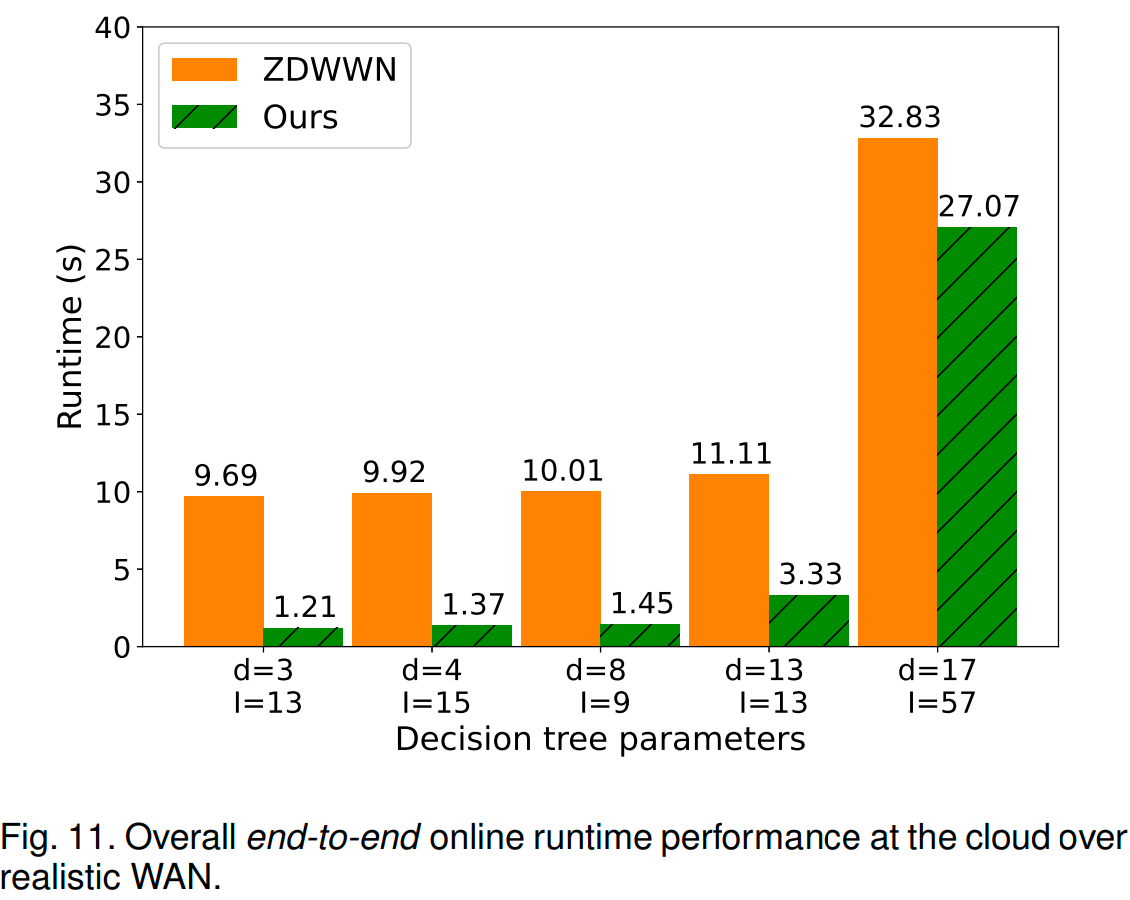 40
35
30
25
20
15
10
5
0
Runtime (s)
ZDWWN
Ours
9.69
1.21
9.92
1.37
10.01
1.45
11.11
3.33
32.83
27.07
d=3
l=13
d=4
l=15
d=8
l=9
d=13
l=13
d=17
l=57
Decision tree parameters
Fig. 11. Overall end-to-end online runtime performance at the cloud over
realistic WAN.